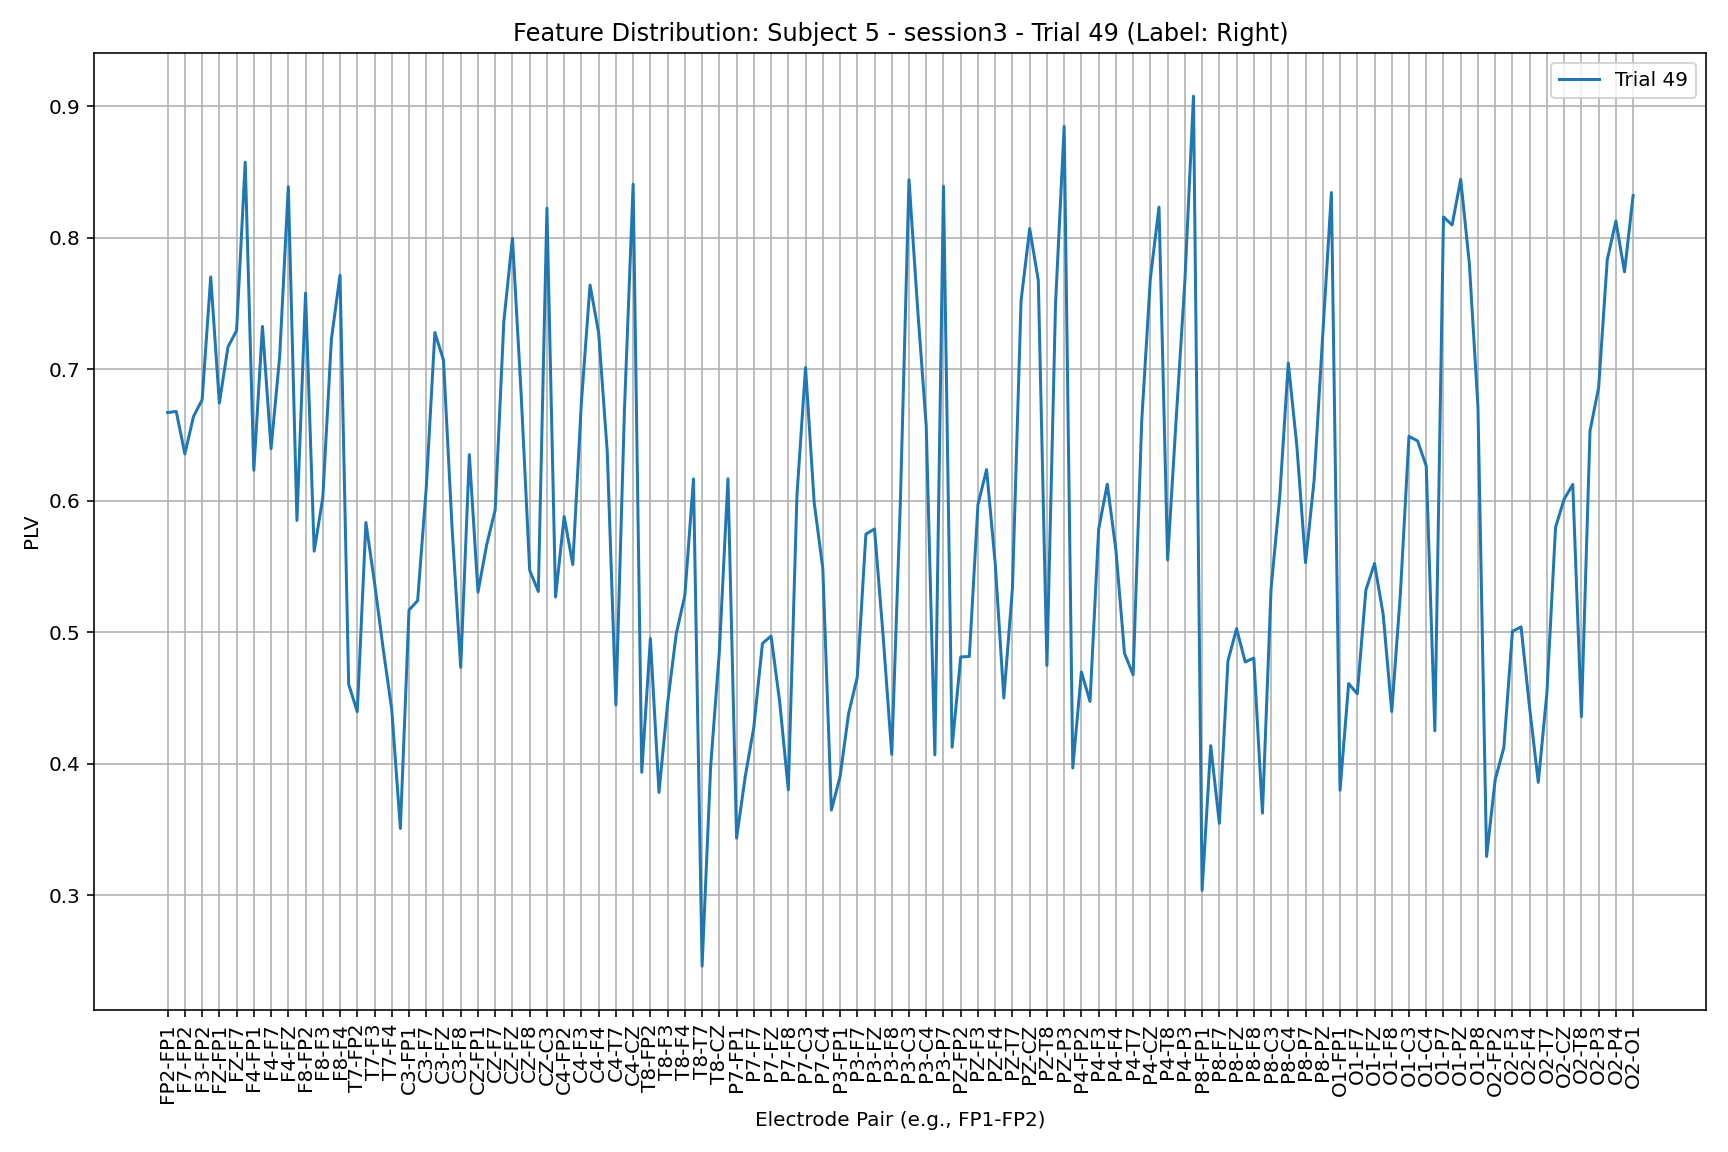 Feature Distribution: Subject 5 - session3 - Trial 49 (Label: Right)
Trial 49
0.9
0.8
0.7
0.6
0.5
0.4
0.3
PLV
FP2-FP1
F7-FP2
F3-FP2
FZ-FP1
FZ-F7
F4-FP1
F4-F7
F4-FZ
F8-FP2
F8-F3
F8-F4
T7-FP2
T7-F3
T7-F4
C3-FP1
C3-F7
C3-FZ
C3-F8
CZ-FP1
CZ-F7
CZ-FZ
CZ-F8
CZ-C3
C4-FP2
C4-F3
C4-F4
C4-T7
C4-CZ
T8-FP2
T8-F3
T8-F4
T8-T7
T8-CZ
P7-FP1
P7-F7
P7-FZ
P7-F8
P7-C3
P7-C4
P3-FP1
P3-F7
P3-FZ
P3-F8
P3-C3
P3-C4
P3-P7
PZ-FP2
PZ-F3
PZ-F4
PZ-T7
PZ-CZ
PZ-T8
PZ-P3
P4-FP2
P4-F3
P4-F4
P4-T7
P4-CZ
P4-T8
P4-P3
P8-FP1
P8-F7
P8-FZ
P8-F8
P8-C3
P8-C4
P8-P7
P8-PZ
O1-FP1
O1-F7
O1-FZ
O1-F8
O1-C3
O1-C4
O1-P7
O1-PZ
O1-P8
O2-FP2
O2-F3
O2-F4
O2-T7
O2-CZ
O2-T8
O2-P3
O2-P4
O2-O1
Electrode Pair (e.g., FP1-FP2)